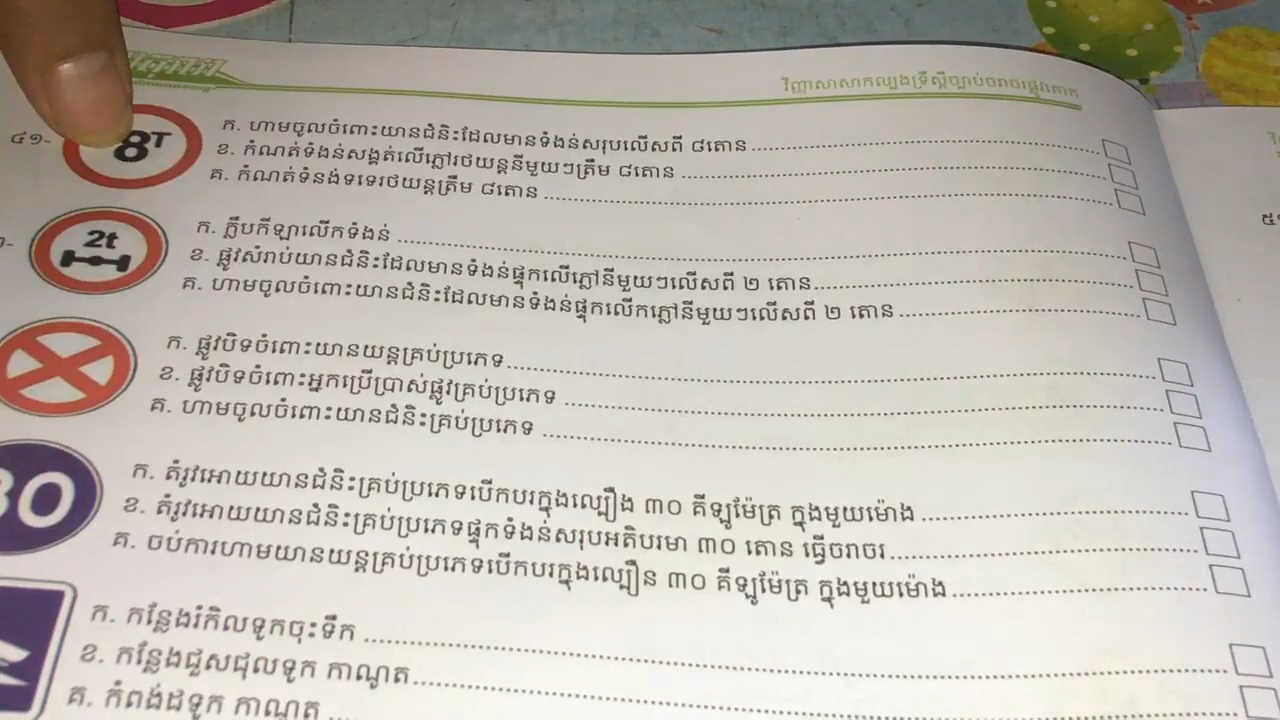 វិញ្ញាសាសាកល្បងទ្រឹស្តីច្បាប់ចរាចរផ្លូវគោក
៤១-
8T
ក. ហាមចូលចំពោះយានជំនិះដែលមានទំងន់សរុបលើសពី ៨តោន
ខ. កំណត់ទំងន់សង្កត់លើភ្លៅរថយន្តនីមួយៗត្រឹម ៨តោន
គ. កំណត់ទំនង់ទទេរថយន្តត្រឹម ៨តោន
2t
ក. ក្លឹបកីឡាលើកទំងន់
ខ. ផ្លូវសំរាប់យានជំនិះដែលមានទំងន់ផ្ទុកលើភ្លៅនីមួយៗលើសពី ២ តោន
គ. ហាមចូលចំពោះយានជំនិះដែលមានទំងន់ផ្ទុកលើកភ្លៅនីមួយៗលើសពី ២ តោន
ក. ផ្លូវបិទចំពោះយានយន្តគ្រប់ប្រភេទ
ខ. ផ្លូវបិទចំពោះអ្នកប្រើប្រាស់ផ្លូវគ្រប់ប្រភេទ
គ. ហាមចូលចំពោះយានជំនិះគ្រប់ប្រភេទ
30
ក. តំរូវអោយយានជំនិះគ្រប់ប្រភេទបើកបរក្នុងល្បឿង ៣០ គីឡូម៉ែត្រ ក្នុងមួយម៉ោង
ខ. តំរូវអោយយានជំនិះគ្រប់ប្រភេទផ្ទុកទំងន់សរុបអតិបរមា ៣០ តោន ធ្វើចរាចរ
គ. ចប់ការហាមយានយន្តគ្រប់ប្រភេទបើកបរក្នុងល្បឿន ៣០ គីឡូម៉ែត្រ ក្នុងមួយម៉ោង
ក. កន្លែងរំកិលទូកចុះទឹក
ខ. កន្លែងជួសជុលទូក កាណូត
គ. កំពង់ដទូក កាណូត